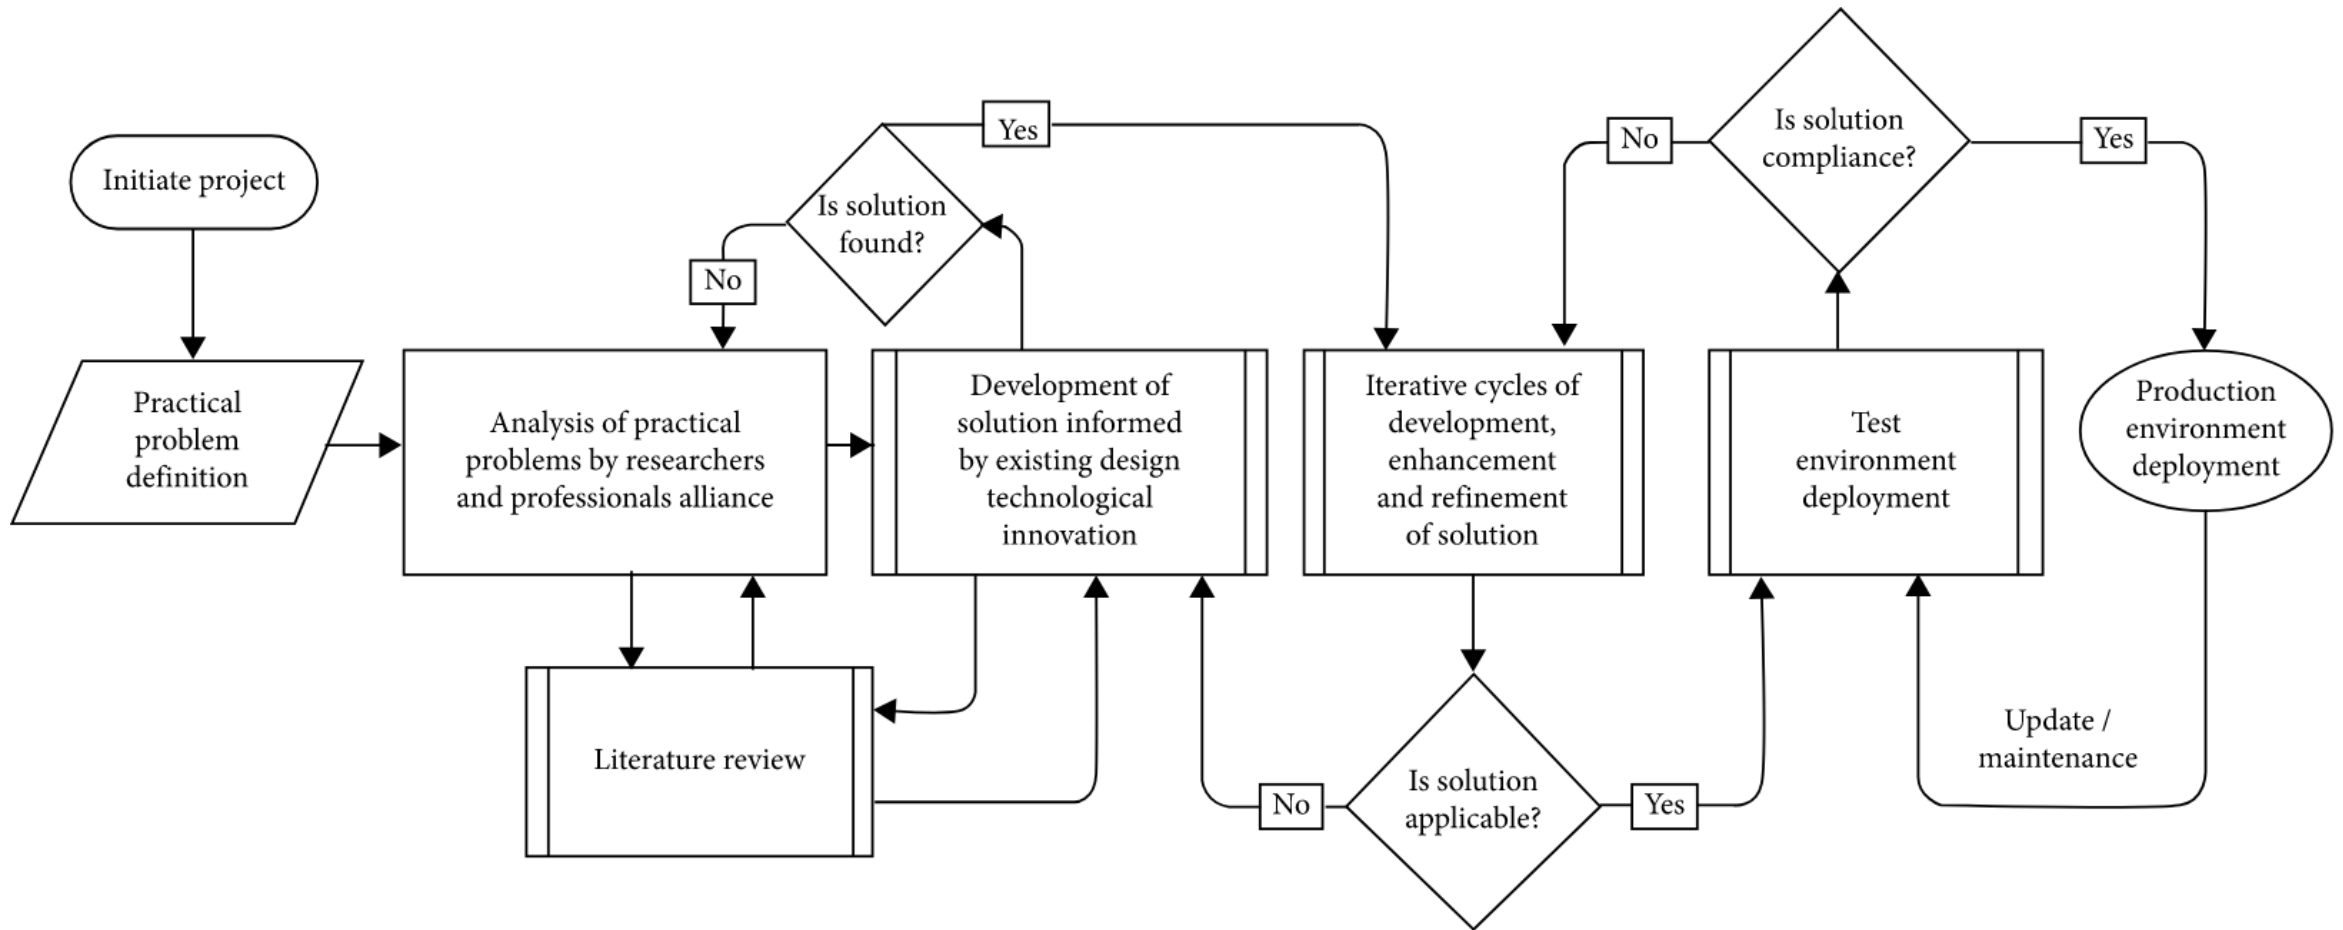 Initiate project
Practical
problem
definition
Analysis of practical
problems by researchers
and professionals alliance
Literature review
No
Is solution
found?
Yes
Development of
solution informed
by existing design
technological
innovation
Iterative cycles of
development,
enhancement
and refinement
of solution
No
Is solution
applicable?
Yes
Test
environment
deployment
No
Is solution
compliance?
Yes
Production
environment
deployment
Update /
maintenance